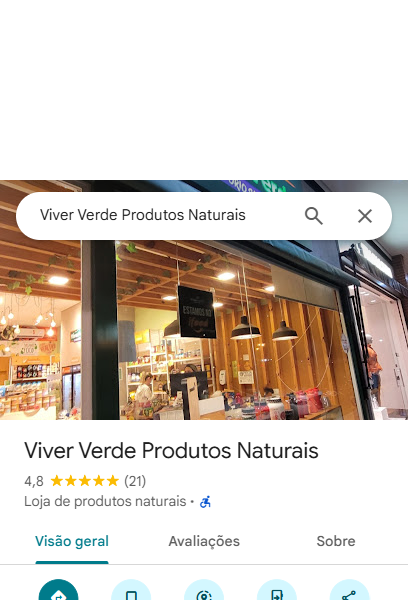 Viver Verde Produtos Naturais
ESTAMOS NO
Viver Verde Produtos Naturais
4,8 (21)
Loja de produtos naturais •
Visão geral
Avaliações
Sobre